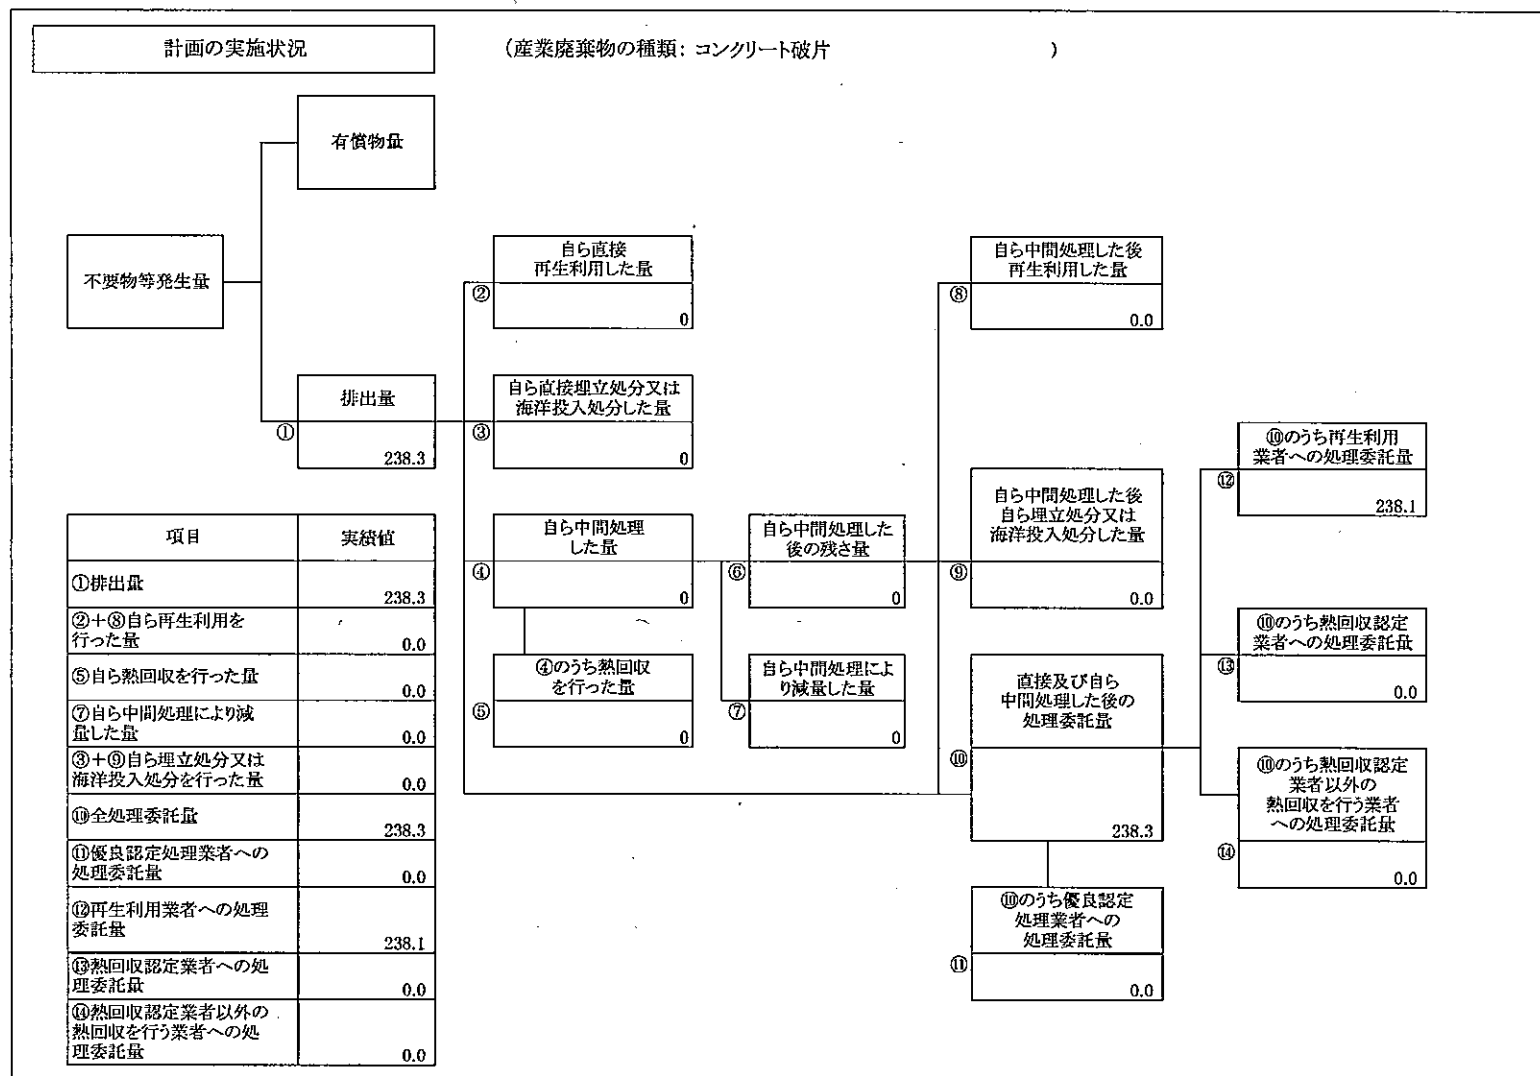 計画の実施状況
(産業廃棄物の種類: コンクリート破片 )
有償物量
不要物等発生量
自ら直接
再生利用した量
②
0
自ら中間処理した後
再生利用した量
⑧
0.0
排出量
①
238.3
自ら直接埋立処分又は
海洋投入処分した量
③
0
⑩のうち再生利用
業者への処理委託量
⑫
238.1
自ら中間処理した後
自ら埋立処分又は
海洋投入処分した量
⑨
0.0
自ら中間処理
した量
④
0
自ら中間処理した
後の残さ量
⑥
0
⑩のうち熱回収認定
業者への処理委託量
⑬
0.0
④のうち熱回収
を行った量
⑤
0
自ら中間処理によ
り減量した量
⑦
0
直接及び自ら
中間処理した後の
処理委託量
⑩
238.3
⑩のうち熱回収認定
業者以外の
熱回収を行う業者
への処理委託量
⑭
0.0
⑩のうち優良認定
処理業者への
処理委託量
⑪
0.0
項目 実績値
①排出量
238.3
②+⑧自ら再生利用を
行った量
0.0
⑤自ら熱回収を行った量
0.0
⑦自ら中間処理により減
量した量
0.0
③+⑨自ら埋立処分又は
海洋投入処分を行った量
0.0
⑩全処理委託量
238.3
⑪優良認定処理業者への
処理委託量
0.0
⑫再生利用業者への処理
委託量
238.1
⑬熱回収認定業者への処
理委託量
0.0
⑭熱回収認定業者以外の
熱回収を行う業者への処
理委託量
0.0